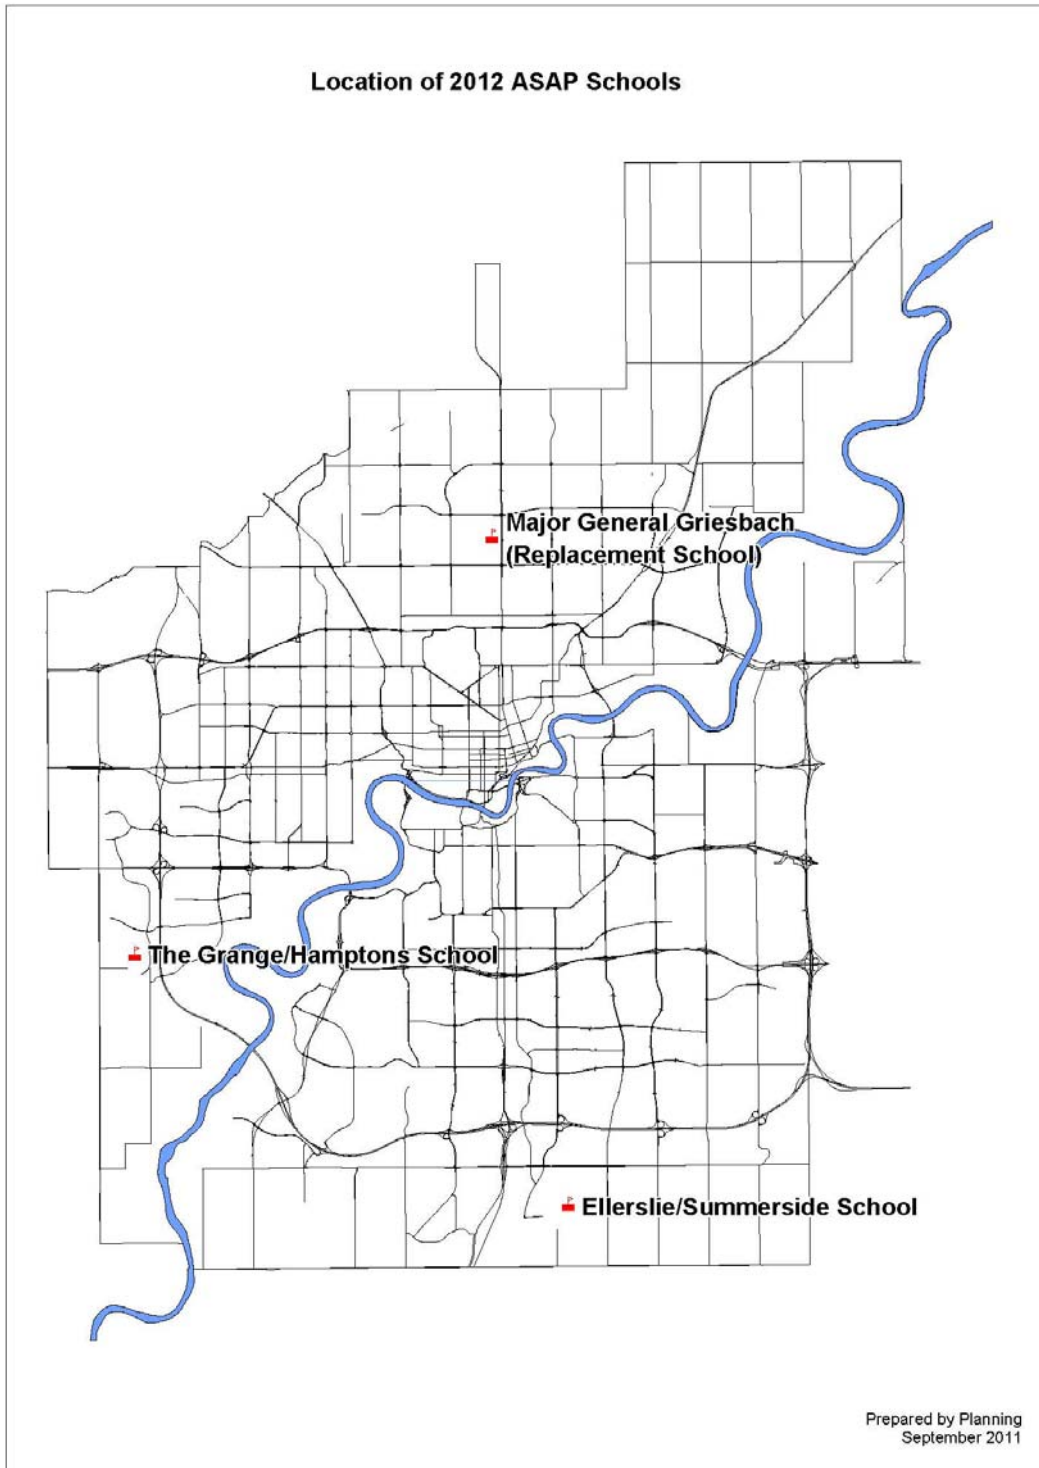 Location of 2012 ASAP Schools
Major General Griesbach
(Replacement School)
The Grange/Hamptons School
Ellerslie/Summerside School
Prepared by Planning
September 2011